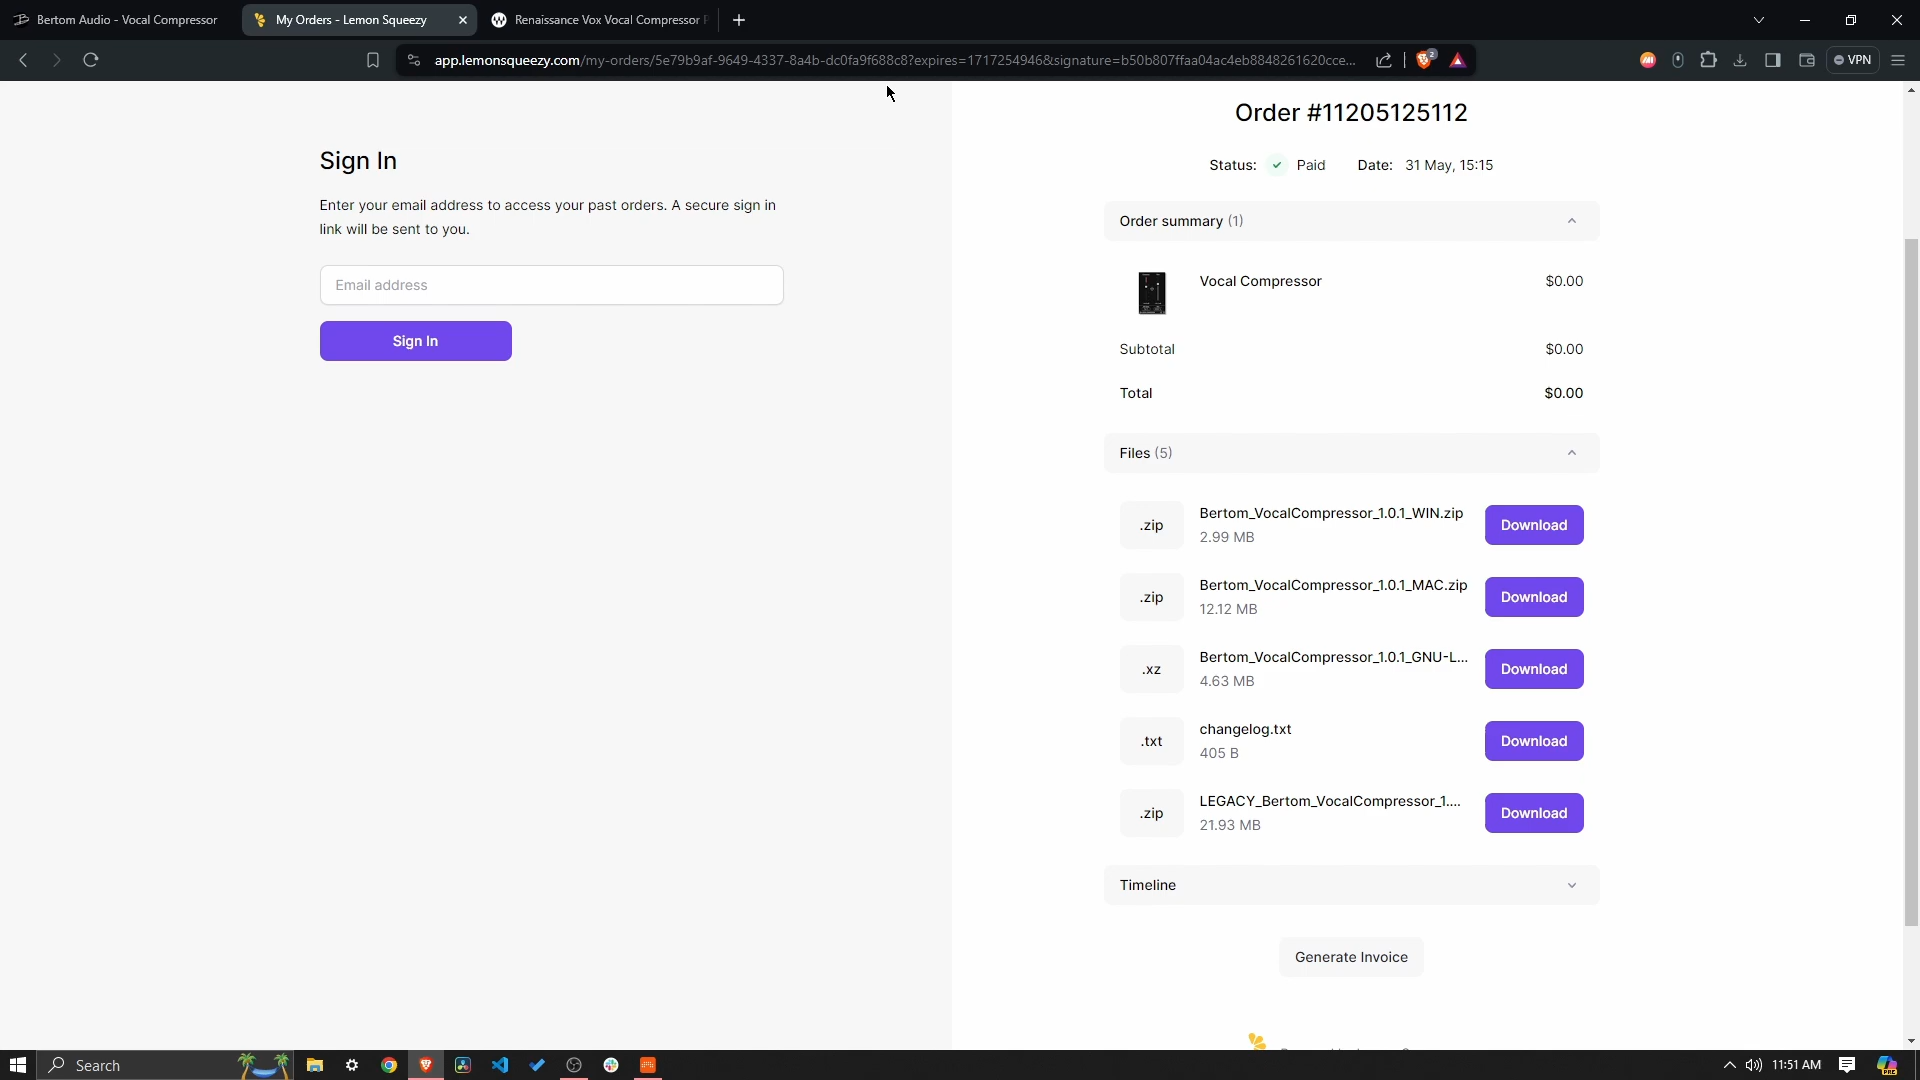 Bertom Audio - Vocal Compressor
My Orders - Lemon Squeezy
Renaissance Vox Vocal Compressor
app.lemonsqueezy.com/my-orders/5e79b9af-9649-4337-8a4b-dc0fa9f688c8?expires=1717254946&signature=b50b807ffaa04ac4eb8848261620cce...
2
VPN
Sign In
Enter your email address to access your past orders. A secure sign in
link will be sent to you.
Email address
Sign In
Order #11205125112
Status: Paid Date: 31 May, 15:15
Order summary (1)
Vocal Compressor $0.00
Subtotal $0.00
Total $0.00
Files (5)
.zip
Bertom_VocalCompressor_1.0.1_WIN.zip
2.99 MB
Download
.zip
Bertom_VocalCompressor_1.0.1_MAC.zip
12.12 MB
Download
.xz
Bertom_VocalCompressor_1.0.1_GNU-L...
4.63 MB
Download
.txt
changelog.txt
405 B
Download
.zip
LEGACY_Bertom_VocalCompressor_1....
21.93 MB
Download
Timeline
Generate Invoice
Search
11:51 AM